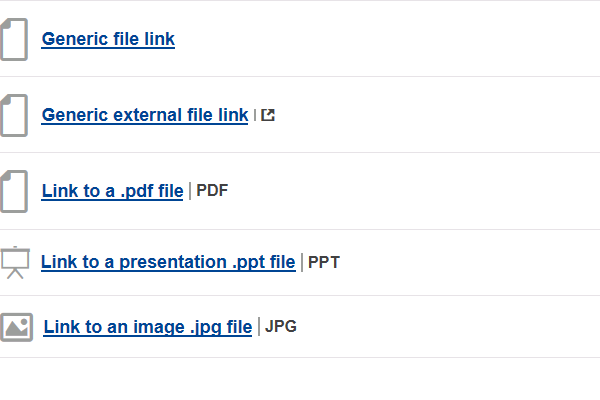 Generic file link
Generic external file link |
Link to a .pdf file | PDF
Link to a presentation .ppt file | PPT
Link to an image .jpg file | JPG